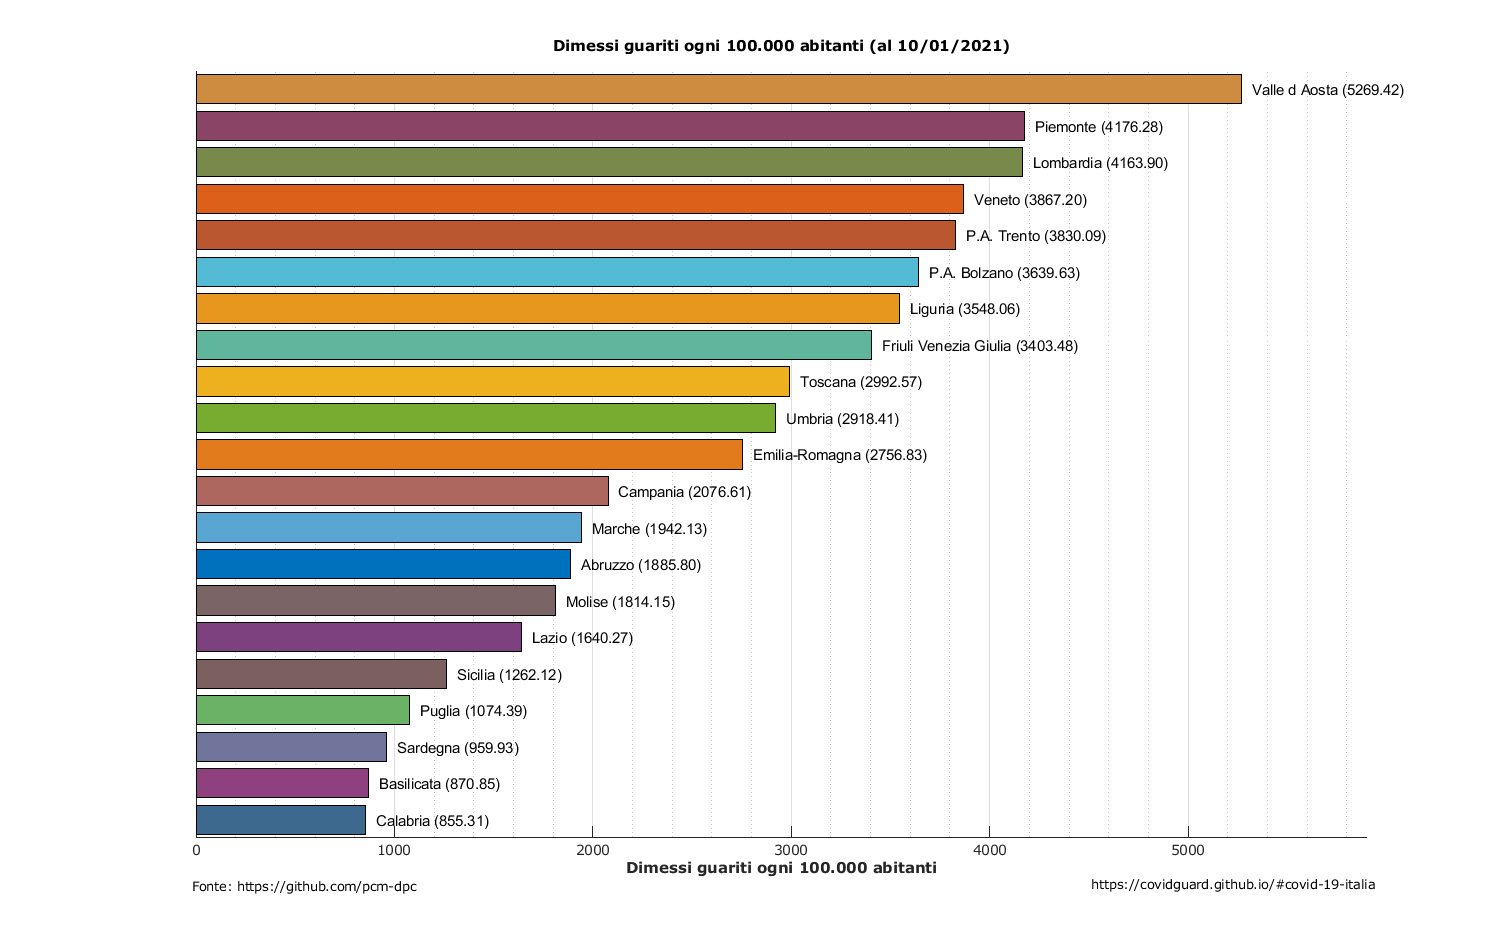 Dimessi guariti ogni 100.000 abitanti (al 10/01/2021)
Valle d Aosta (5269.42)
Piemonte (4176.28)
Lombardia (4163.90)
Veneto (3867.20)
P.A. Trento (3830.09)
P.A. Bolzano (3639.63)
Liguria (3548.06)
Friuli Venezia Giulia (3403.48)
Toscana (2992.57)
Umbria (2918.41)
Emilia-Romagna (2756.83)
Campania (2076.61)
Marche (1942.13)
Abruzzo (1885.80)
Molise (1814.15)
Lazio (1640.27)
Sicilia (1262.12)
Puglia (1074.39)
Sardegna (959.93)
Basilicata (870.85)
Calabria (855.31)
0 1000 2000 3000 4000 5000
Dimessi guariti ogni 100.000 abitanti
Fonte: https://github.com/pcm-dpc
https://covidguard.github.io/#covid-19-italia